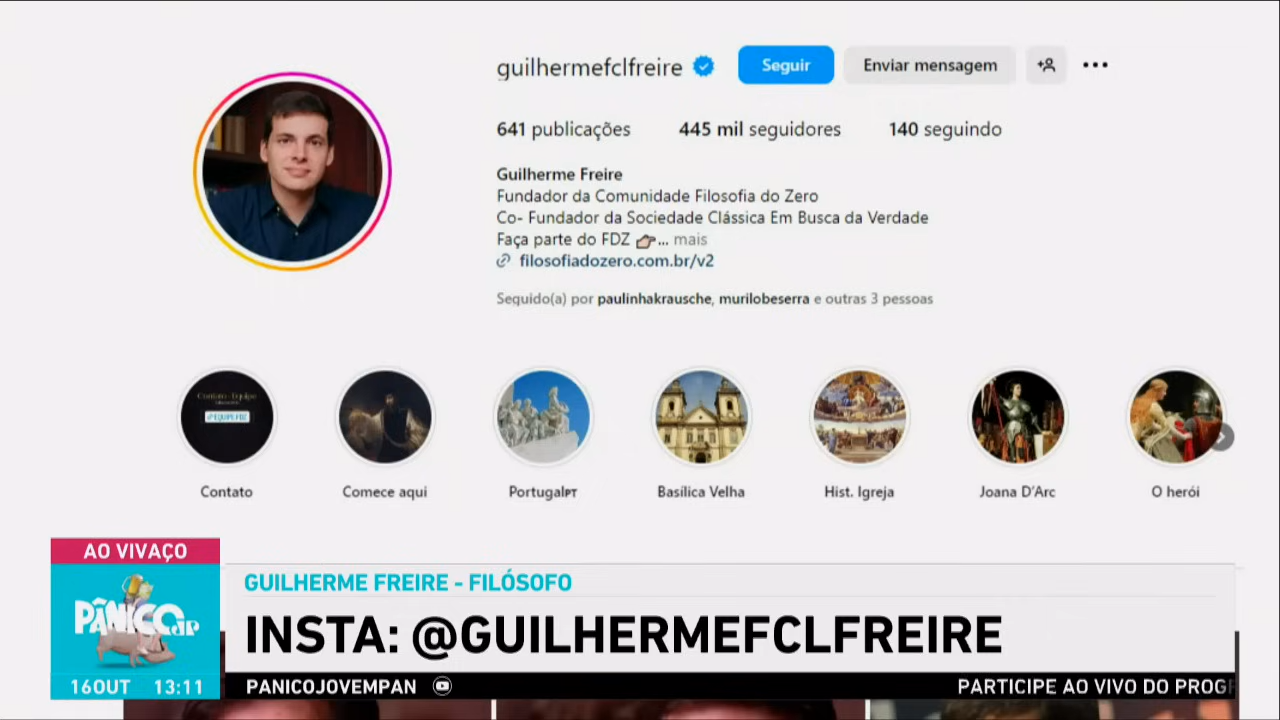 guilhermefclfreire
Seguir
Enviar mensagem
641 publicações
445 mil seguidores
140 seguindo
Guilherme Freire
Fundador da Comunidade Filosofia do Zero
Co- Fundador da Sociedade Clássica Em Busca da Verdade
Faça parte do FDZ 👉... mais
filosofiadozero.com.br/v2
Seguido(a) por paulinhakrausche, murilobeserra e outras 3 pessoas
Contato
Comece aqui
PortugalPT
Basílica Velha
Hist. Igreja
Joana D'Arc
O herói
AO VIVAÇO
PÂNICO JP
16OUT 13:11
GUILHERME FREIRE - FILÓSOFO
INSTA: @GUILHERMEFCLFREIRE
PANICOJOVEMPAN
PARTICIPE AO VIVO DO PROG